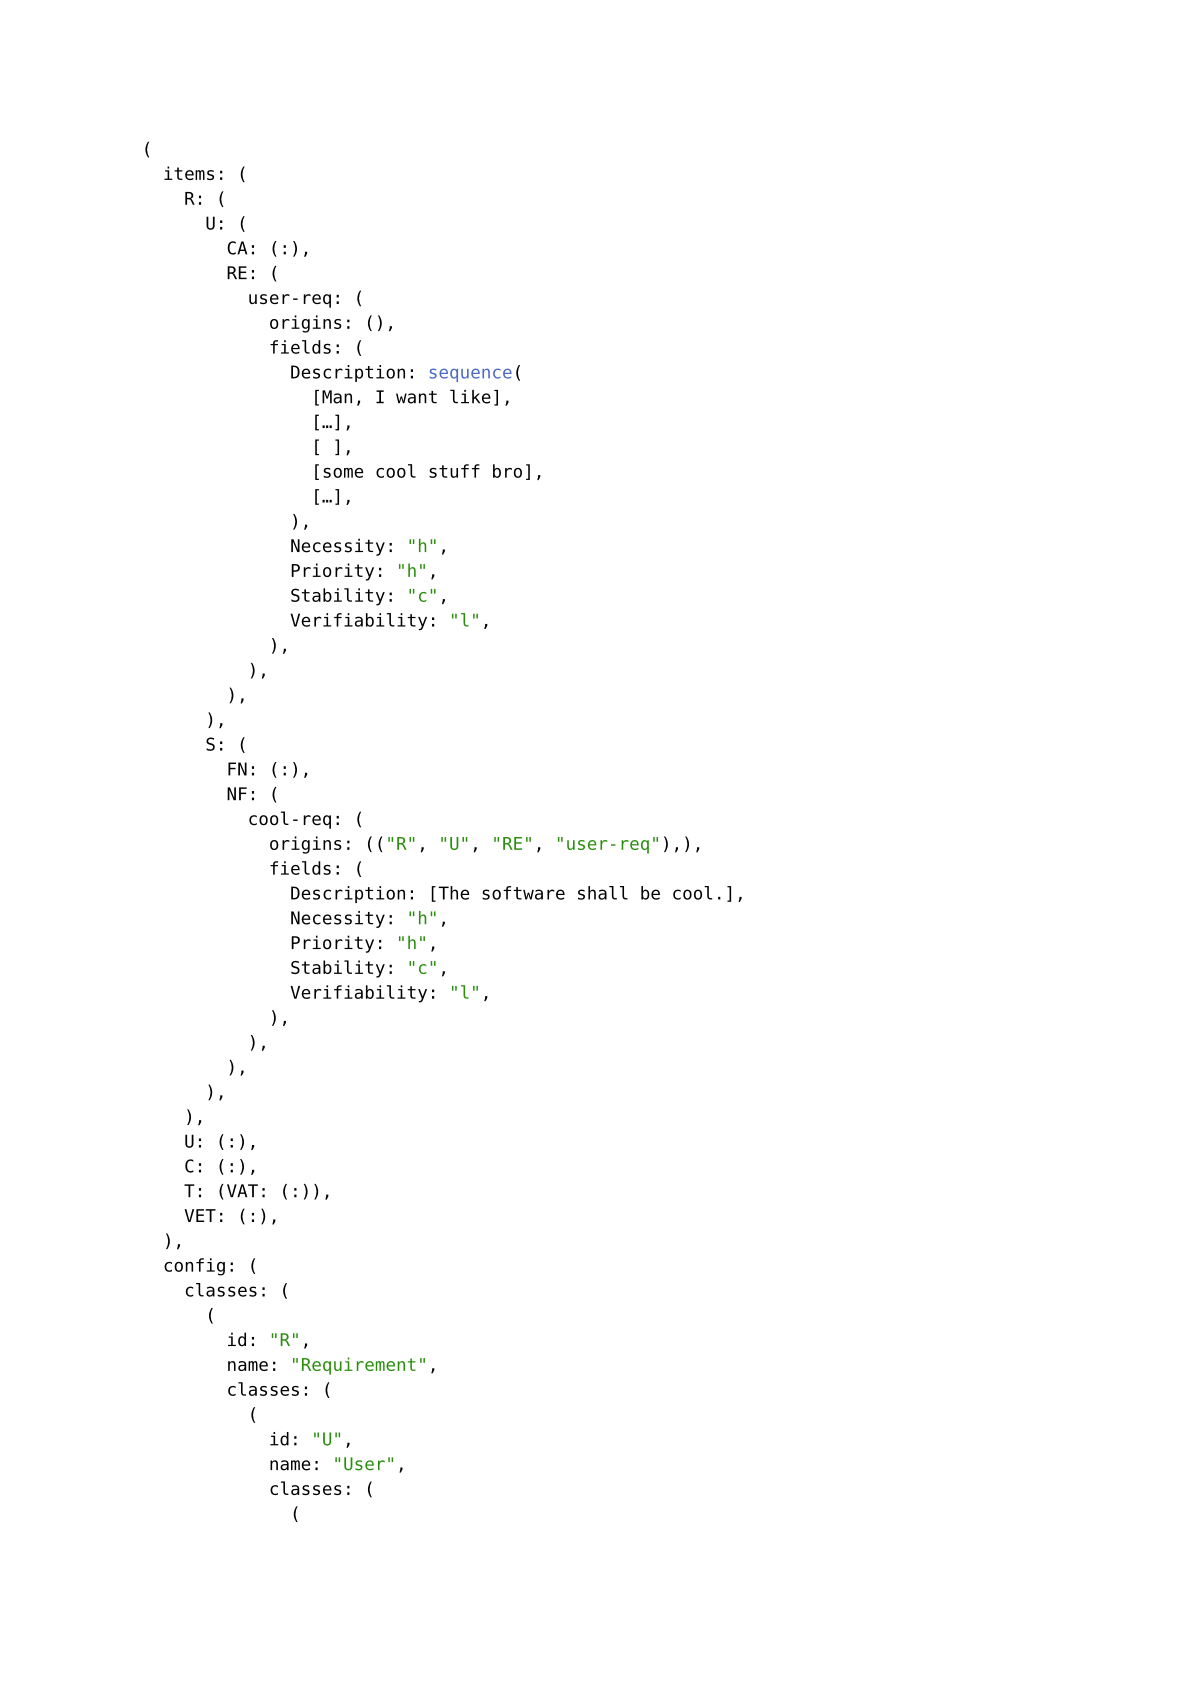 (
  items: (
    R: (
      U: (
        CA: (:),
        RE: (
          user-req: (
            origins: (),
            fields: (
              Description: sequence(
                [Man, I want like],
                […],
                [ ],
                [some cool stuff bro],
                […],
              ),
              Necessity: "h",
              Priority: "h",
              Stability: "c",
              Verifiability: "l",
            ),
          ),
        ),
      ),
      S: (
        FN: (:),
        NF: (
          cool-req: (
            origins: (("R", "U", "RE", "user-req"),),
            fields: (
              Description: [The software shall be cool.],
              Necessity: "h",
              Priority: "h",
              Stability: "c",
              Verifiability: "l",
            ),
          ),
        ),
      ),
    ),
    U: (:),
    C: (:),
    T: (VAT: (:)),
    VET: (:),
  ),
  config: (
    classes: (
      (
        id: "R",
        name: "Requirement",
        classes: (
          (
            id: "U",
            name: "User",
            classes: (
              (